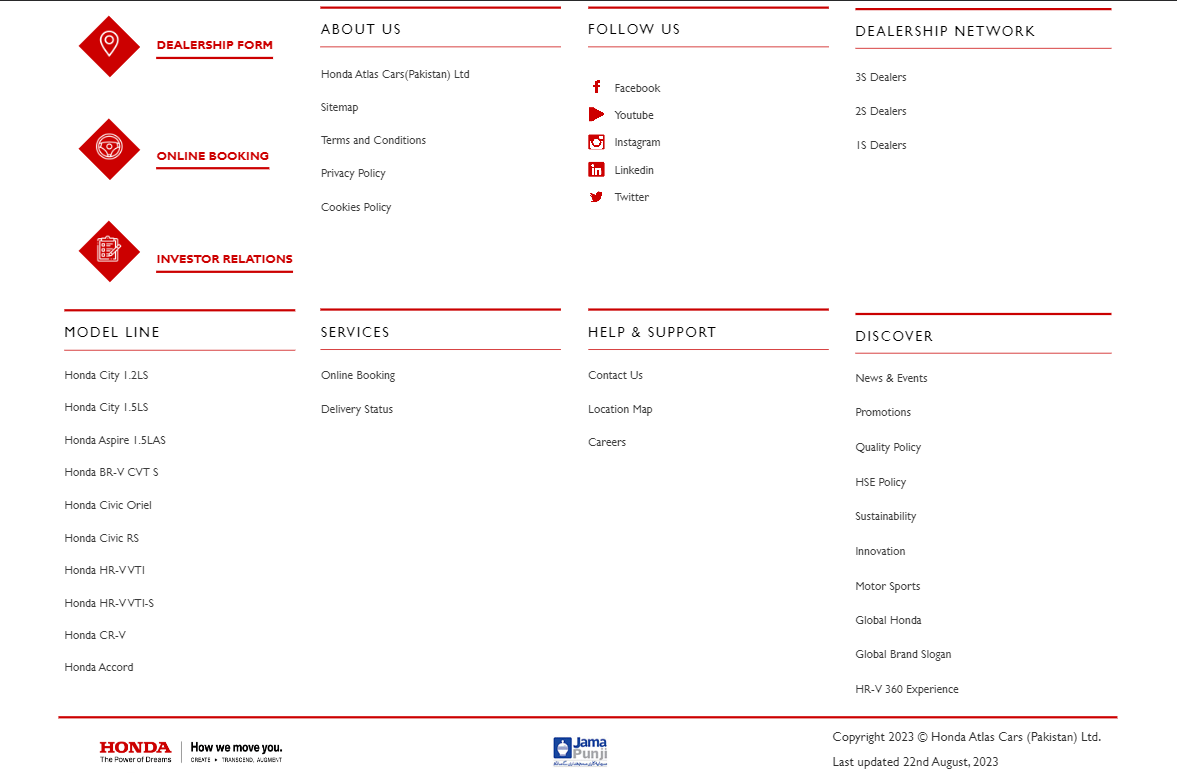 DEALERSHIP FORM
ONLINE BOOKING
INVESTOR RELATIONS
ABOUT US
Honda Atlas Cars(Pakistan) Ltd
Sitemap
Terms and Conditions
Privacy Policy
Cookies Policy
FOLLOW US
Facebook
Youtube
Instagram
Linkedin
Twitter
DEALERSHIP NETWORK
3S Dealers
2S Dealers
1S Dealers
MODEL LINE
Honda City 1.2LS
Honda City 1.5LS
Honda Aspire 1.5LAS
Honda BR-V CVT S
Honda Civic Oriel
Honda Civic RS
Honda HR-V VTI
Honda HR-V VTI-S
Honda CR-V
Honda Accord
SERVICES
Online Booking
Delivery Status
HELP & SUPPORT
Contact Us
Location Map
Careers
DISCOVER
News & Events
Promotions
Quality Policy
HSE Policy
Sustainability
Innovation
Motor Sports
Global Honda
Global Brand Slogan
HR-V 360 Experience
HONDA
The Power of Dreams
How we move you.
CREATE ▸ TRANSCEND, AUGMENT
Jama
Punji
Copyright 2023 © Honda Atlas Cars (Pakistan) Ltd.
Last updated 22nd August, 2023